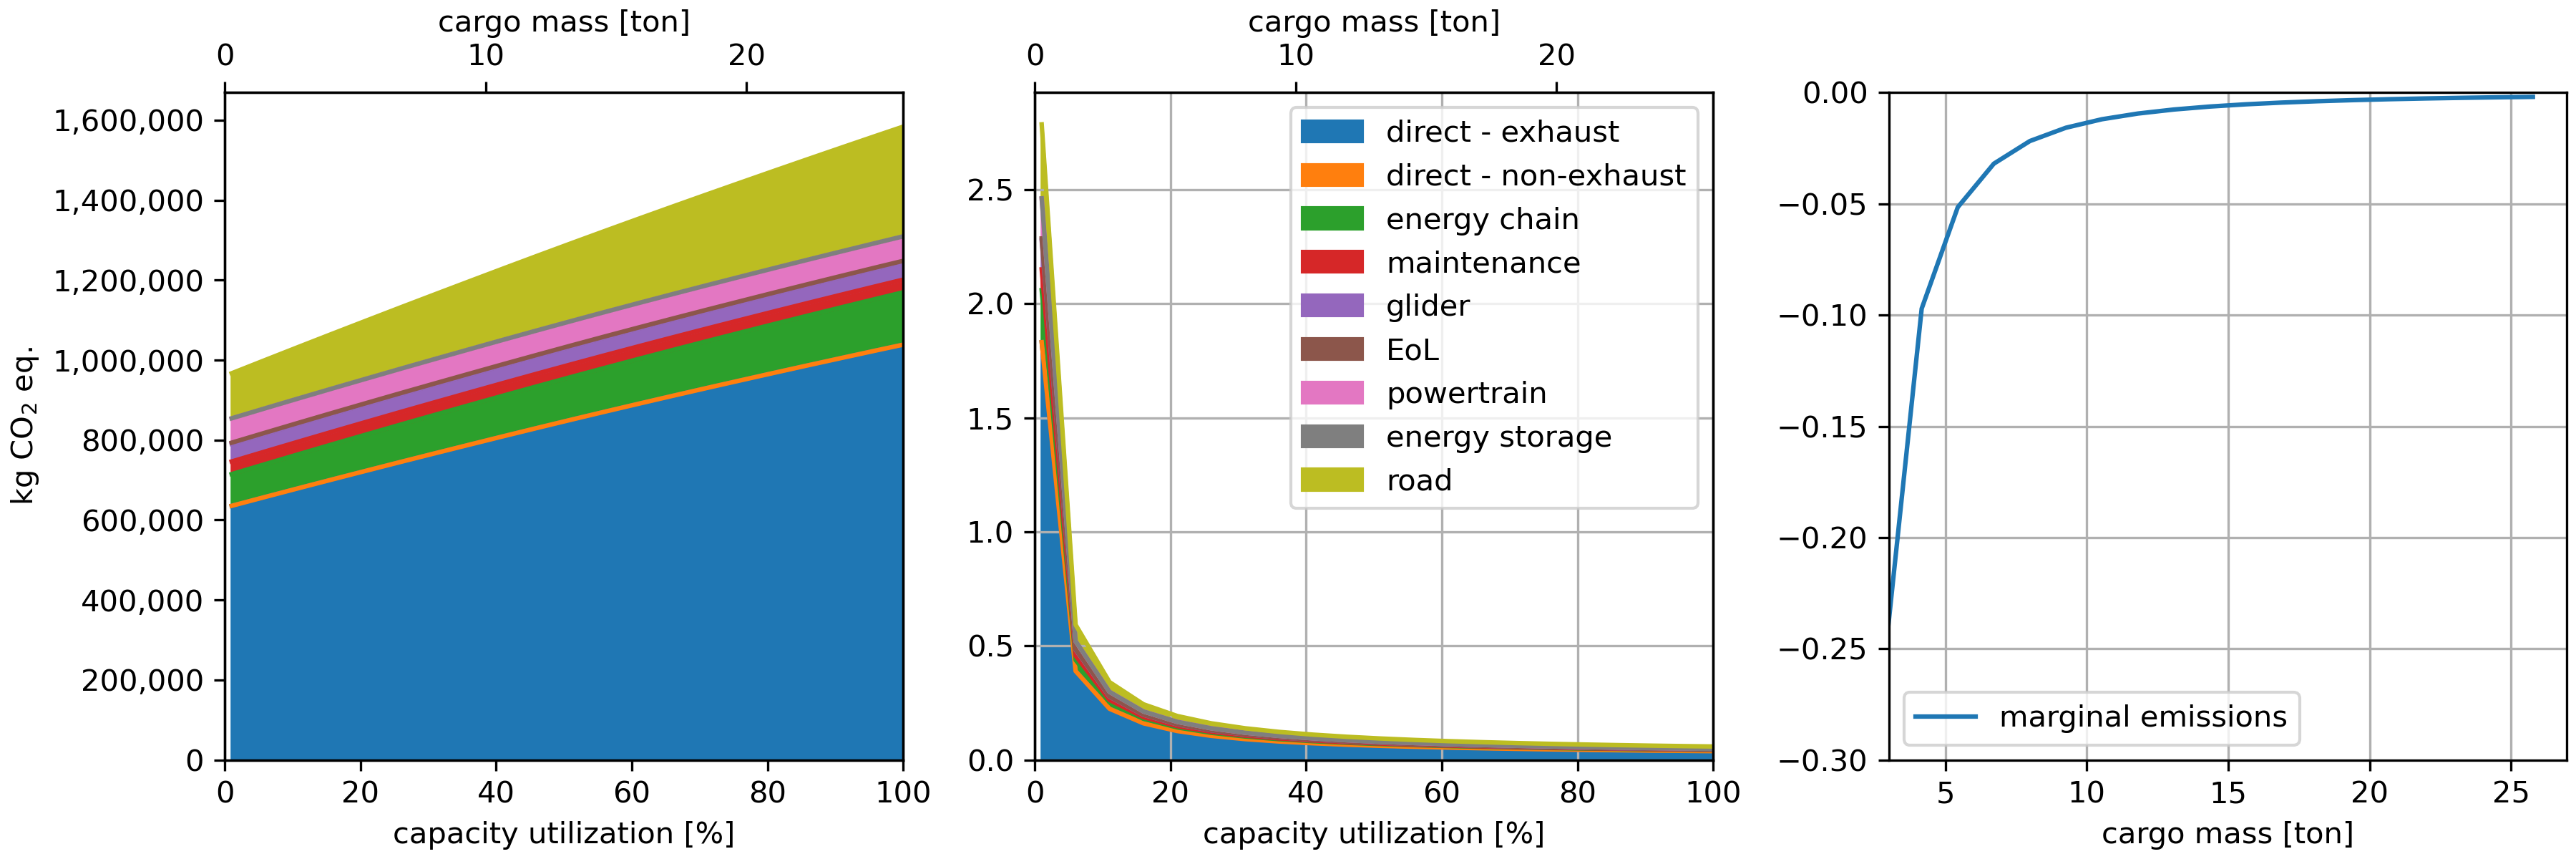 cargo mass [ton]
0 10 20
1,600,000
1,400,000
1,200,000
1,000,000
800,000
600,000
400,000
200,000
0
kg CO₂ eq.
0 20 40 60 80 100
capacity utilization [%]
cargo mass [ton]
0 10 20
2.5
2.0
1.5
1.0
0.5
0.0
direct - exhaust
direct - non-exhaust
energy chain
maintenance
glider
EoL
powertrain
energy storage
road
0 20 40 60 80 100
capacity utilization [%]
0.00
−0.05
−0.10
−0.15
−0.20
−0.25
−0.30
marginal emissions
5 10 15 20 25
cargo mass [ton]